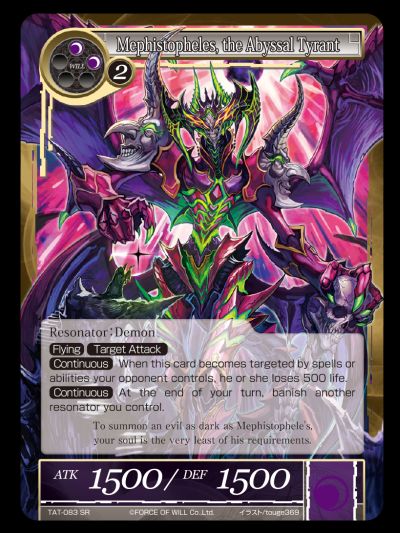 Mephistopheles, the Abyssal Tyrant
WILL
2
Resonator : Demon
Flying Target Attack
Continuous When this card becomes targeted by spells or
abilities your opponent controls, he or she loses 500 life.
Continuous At the end of your turn, banish another
resonator you control.
To summon an evil as dark as Mephistophele's,
your soul is the very least of his requirements.
ATK 1500/ DEF 1500
TAT-083 SR ©FORCE OF WILL Co.,Ltd. イラスト/touge369